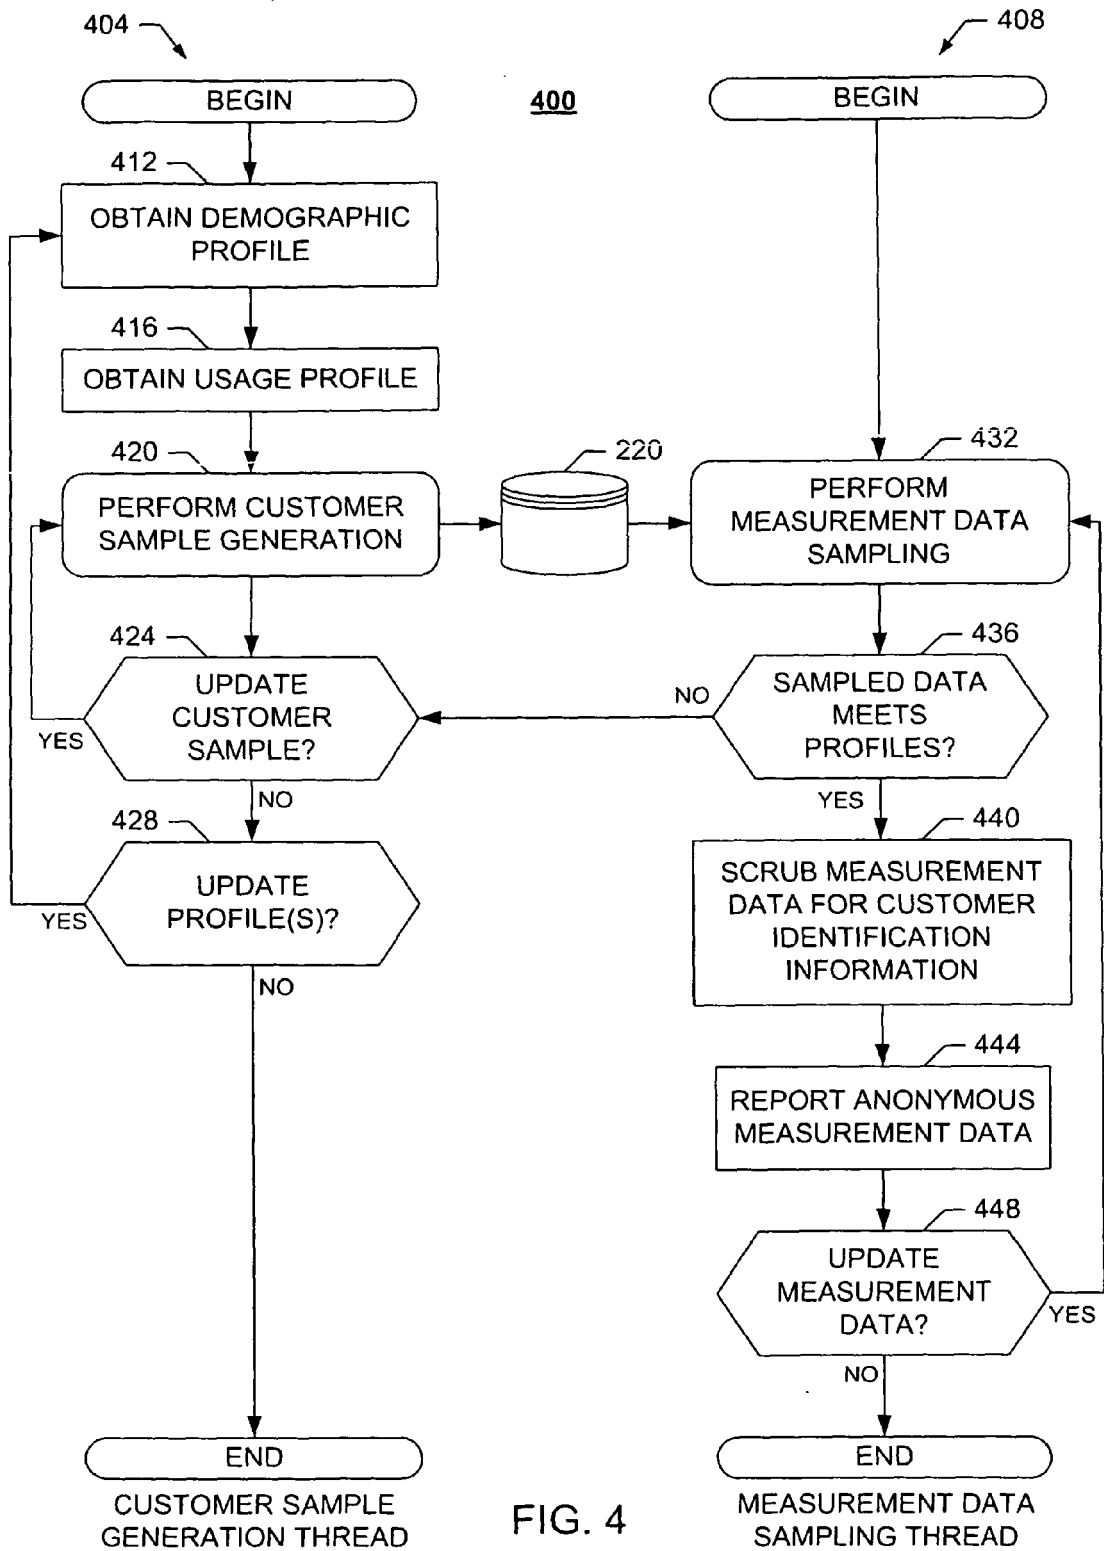 404
408
BEGIN
400
BEGIN
412
OBTAIN DEMOGRAPHIC
PROFILE
416
OBTAIN USAGE PROFILE
420
PERFORM CUSTOMER
SAMPLE GENERATION
220
432
PERFORM
MEASUREMENT DATA
SAMPLING
424
UPDATE
CUSTOMER
SAMPLE?
YES
NO
436
SAMPLED DATA
MEETS
PROFILES?
NO
YES
428
UPDATE
PROFILE(S)?
YES
NO
440
SCRUB MEASUREMENT
DATA FOR CUSTOMER
IDENTIFICATION
INFORMATION
444
REPORT ANONYMOUS
MEASUREMENT DATA
448
UPDATE
MEASUREMENT
DATA?
YES
NO
END
END
CUSTOMER SAMPLE
GENERATION THREAD
FIG. 4
MEASUREMENT DATA
SAMPLING THREAD